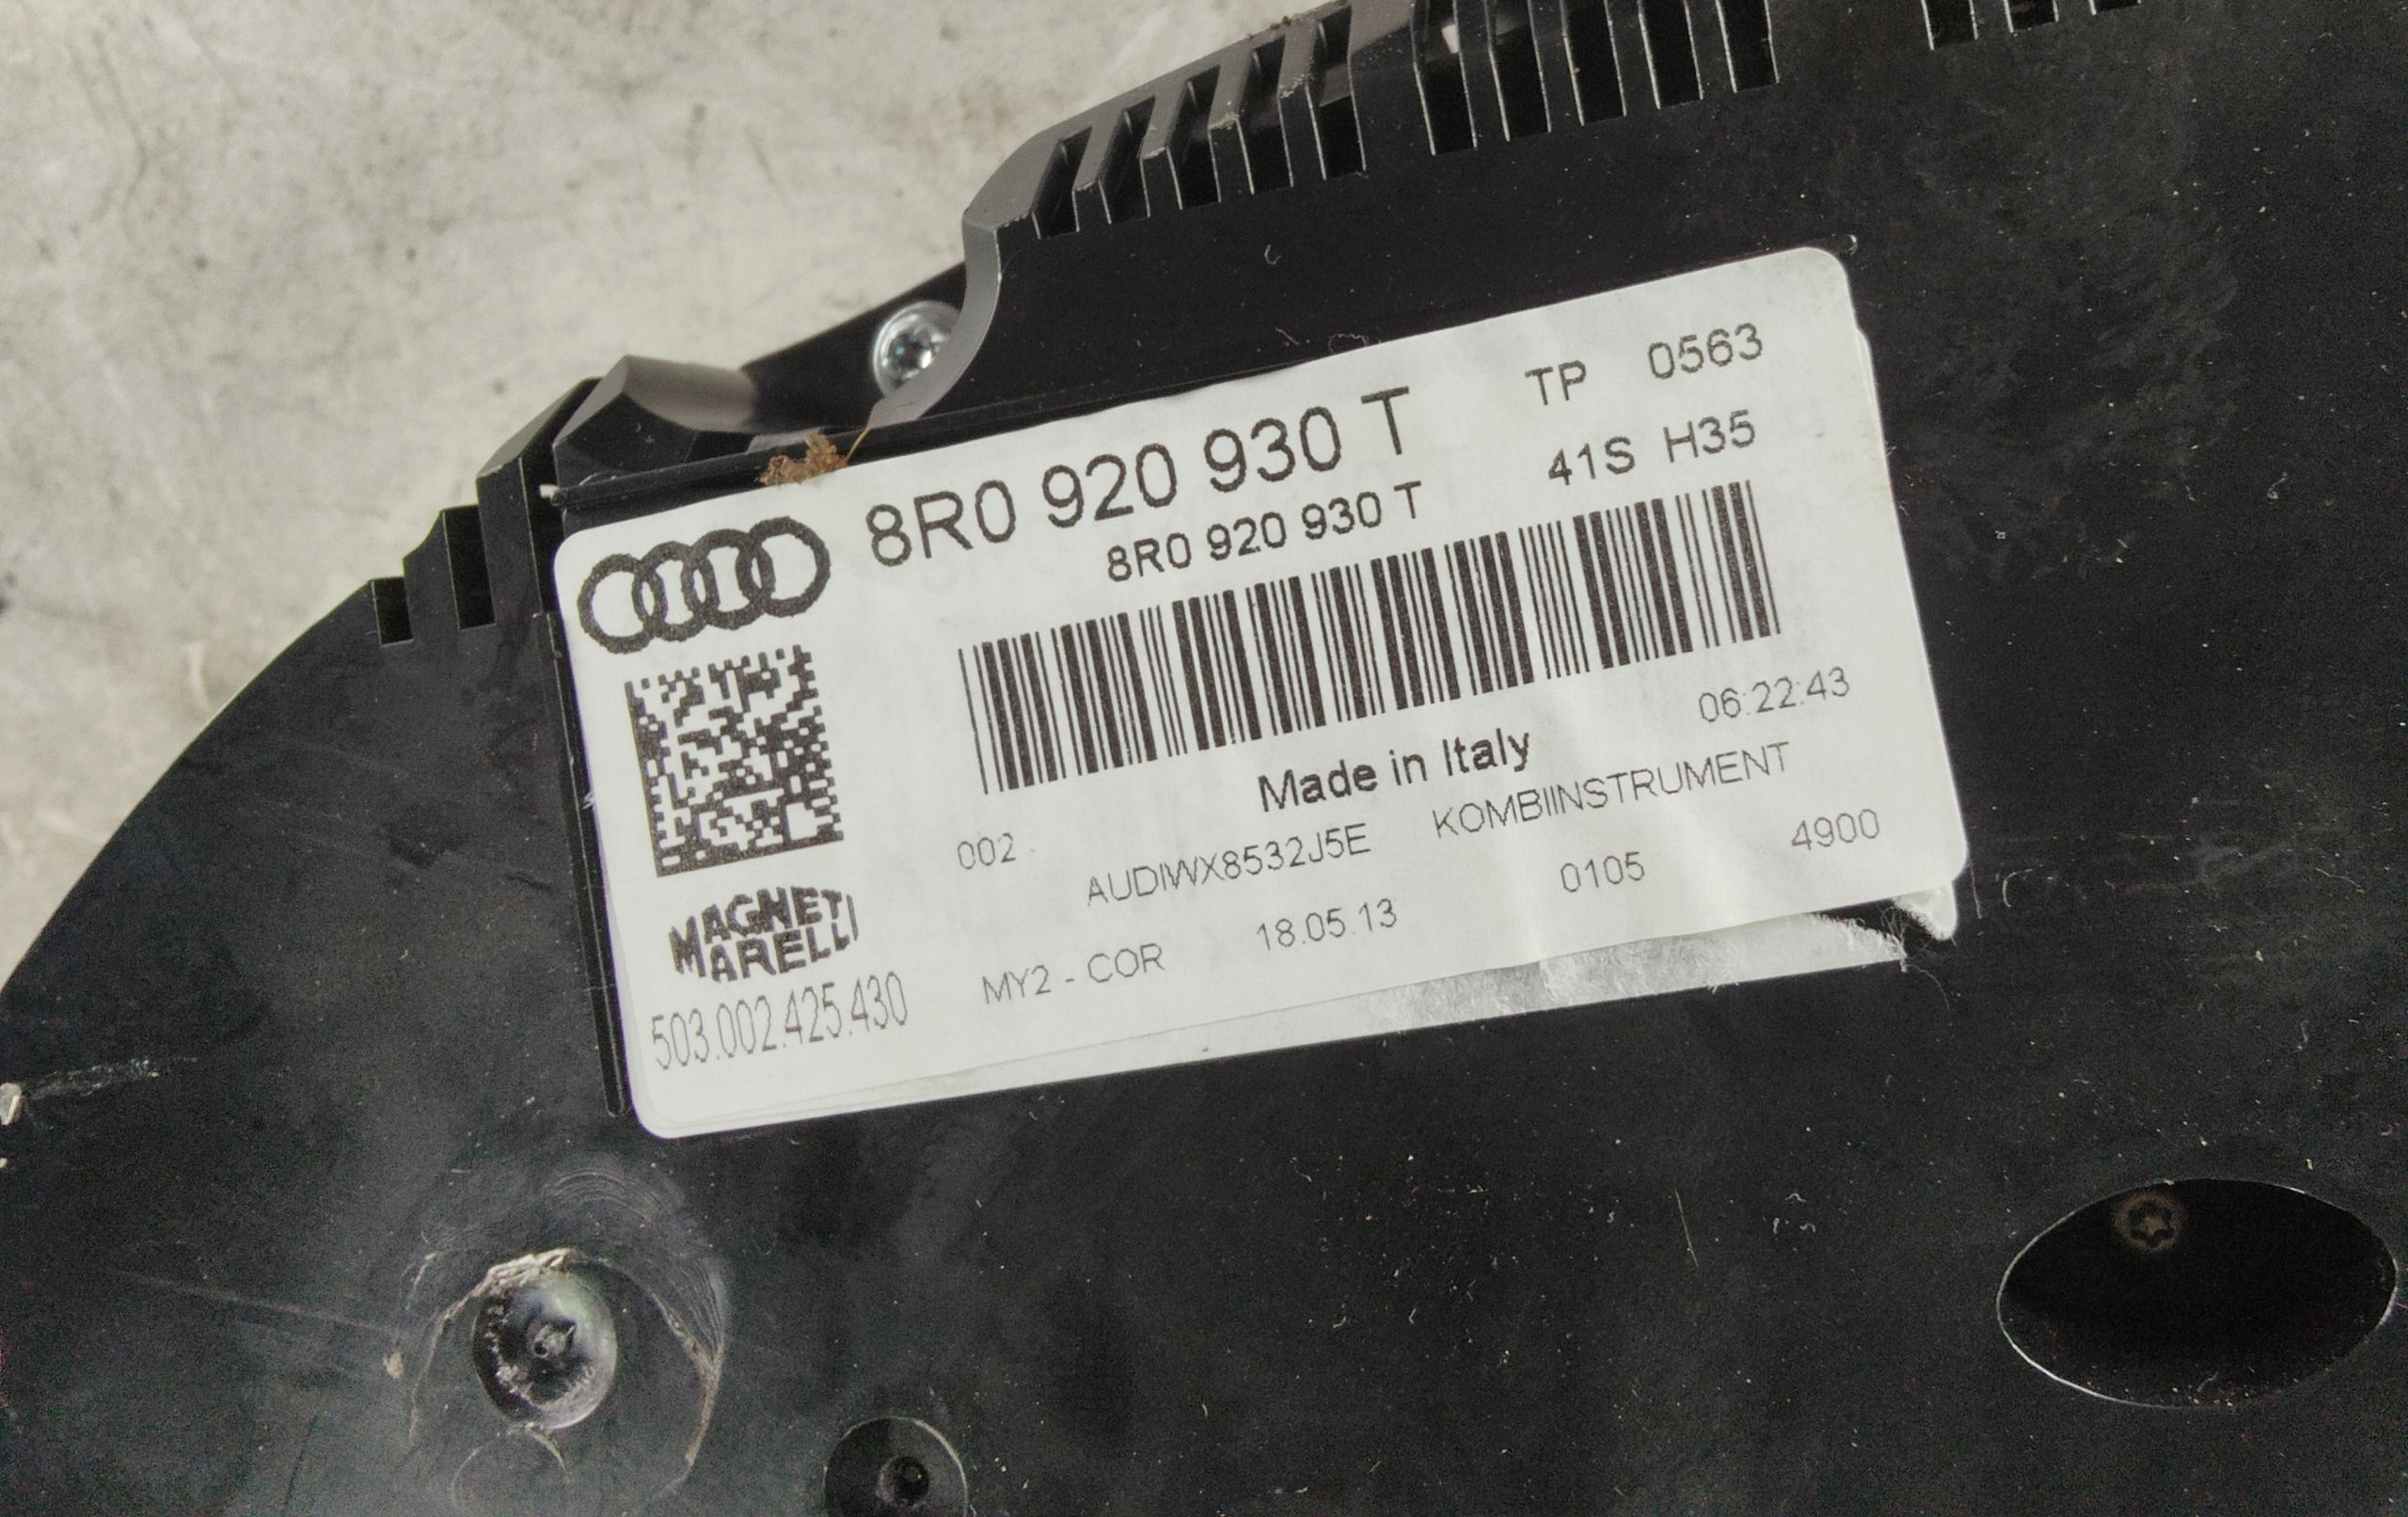 8R0 920 930 T
TP 0563
8R0 920 930 T
41S H35
06:22:43
Made in Italy
002
AUDIWX8532J5E
KOMBIINSTRUMENT
MAGNETI
MARELLI
MY2 - COR
18.05.13
0105
4900
503.002.425.430